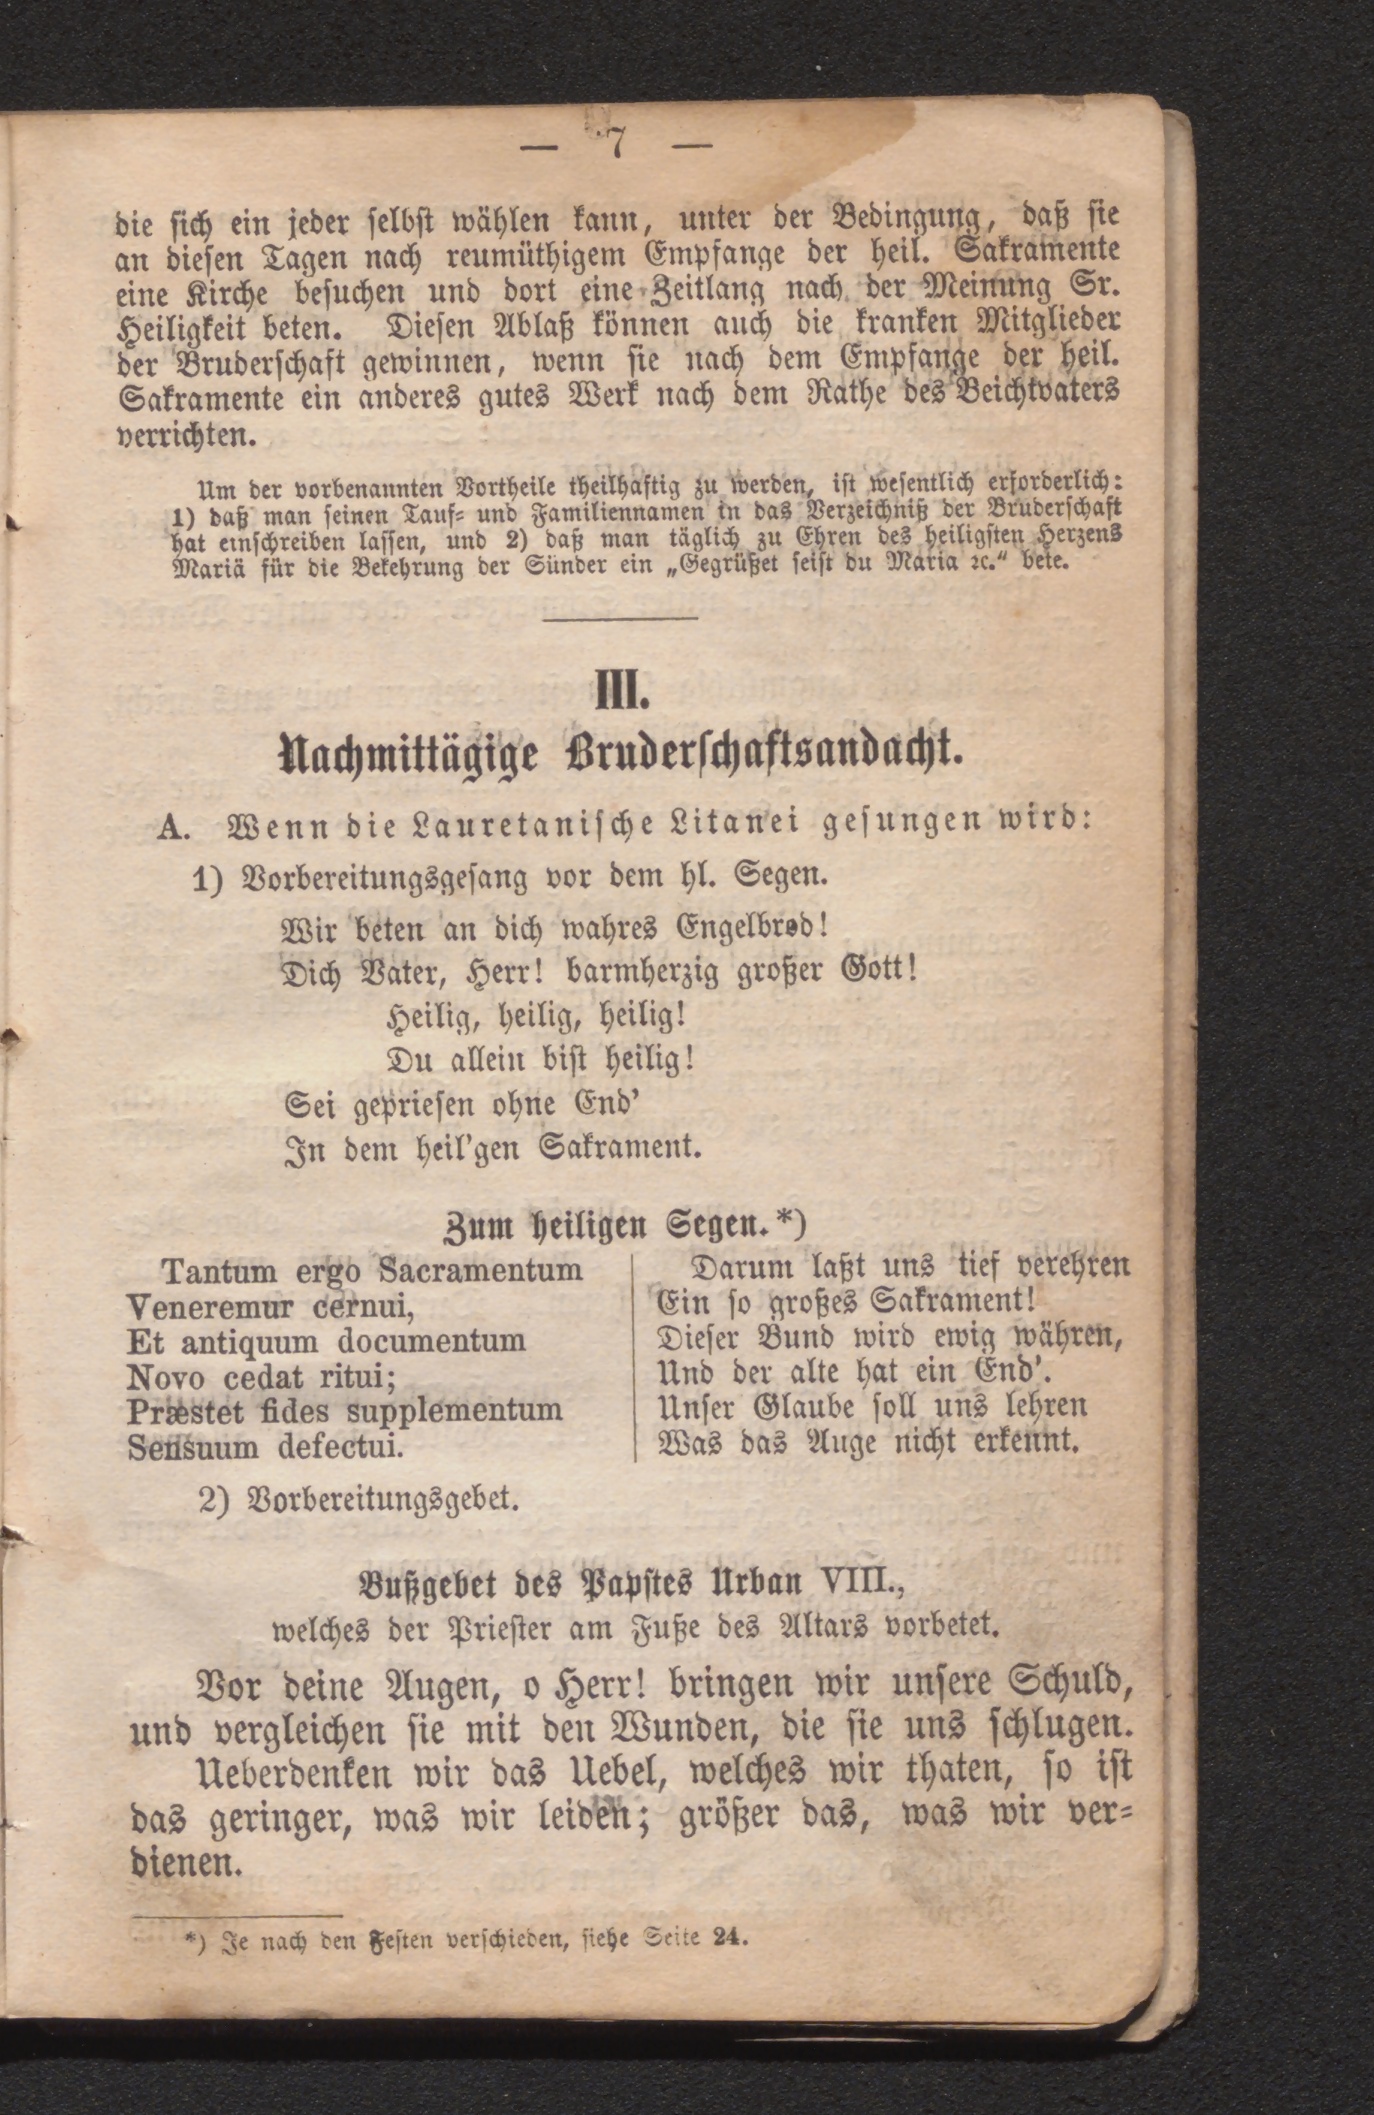 — 7 —
die sich ein jeder selbst wählen kann, unter der Bedingung, daß sie
an diesen Tagen nach reumüthigem Empfange der heil. Sakramente
eine Kirche besuchen und dort eine Zeitlang nach der Meinung Sr.
Heiligkeit beten. Diesen Ablaß können auch die kranken Mitglieder
der Bruderschaft gewinnen, wenn sie nach dem Empfange der heil.
Sakramente ein anderes gutes Werk nach dem Rathe des Beichtvaters
verrichten.
Um der vorbenannten Vortheile theilhaftig zu werden, ist wesentlich erforderlich:
1) daß man seinen Tauf- und Familiennamen in das Verzeichniß der Bruderschaft
hat einschreiben lassen, und 2) daß man täglich zu Ehren des heiligsten Herzens
Mariä für die Bekehrung der Sünder ein „Gegrüßet seist du Maria ꝛc.“ bete.
III.
Nachmittägige Bruderschaftsandacht.
A. Wenn die Lauretanische Litanei gesungen wird:
1) Vorbereitungsgesang vor dem hl. Segen.
Wir beten an dich wahres Engelbrod!
Dich Vater, Herr! barmherzig großer Gott!
Heilig, heilig, heilig!
Du allein bist heilig!
Sei gepriesen ohne End’
In dem heil’gen Sakrament.
Zum heiligen Segen.*)
Tantum ergo Sacramentum
Veneremur cernui,
Et antiquum documentum
Novo cedat ritui;
Præstet fides supplementum
Sensuum defectui.
Darum laßt uns tief verehren
Ein so großes Sakrament!
Dieser Bund wird ewig währen,
Und der alte hat ein End’.
Unser Glaube soll uns lehren
Was das Auge nicht erkennt.
2) Vorbereitungsgebet.
Bußgebet des Papstes Urban VIII.,
welches der Priester am Fuße des Altars vorbetet.
Vor deine Augen, o Herr! bringen wir unsere Schuld,
und vergleichen sie mit den Wunden, die sie uns schlugen.
Ueberdenken wir das Uebel, welches wir thaten, so ist
das geringer, was wir leiden; größer das, was wir ver-
dienen.
*) Je nach den Festen verschieden, siehe Seite 24.